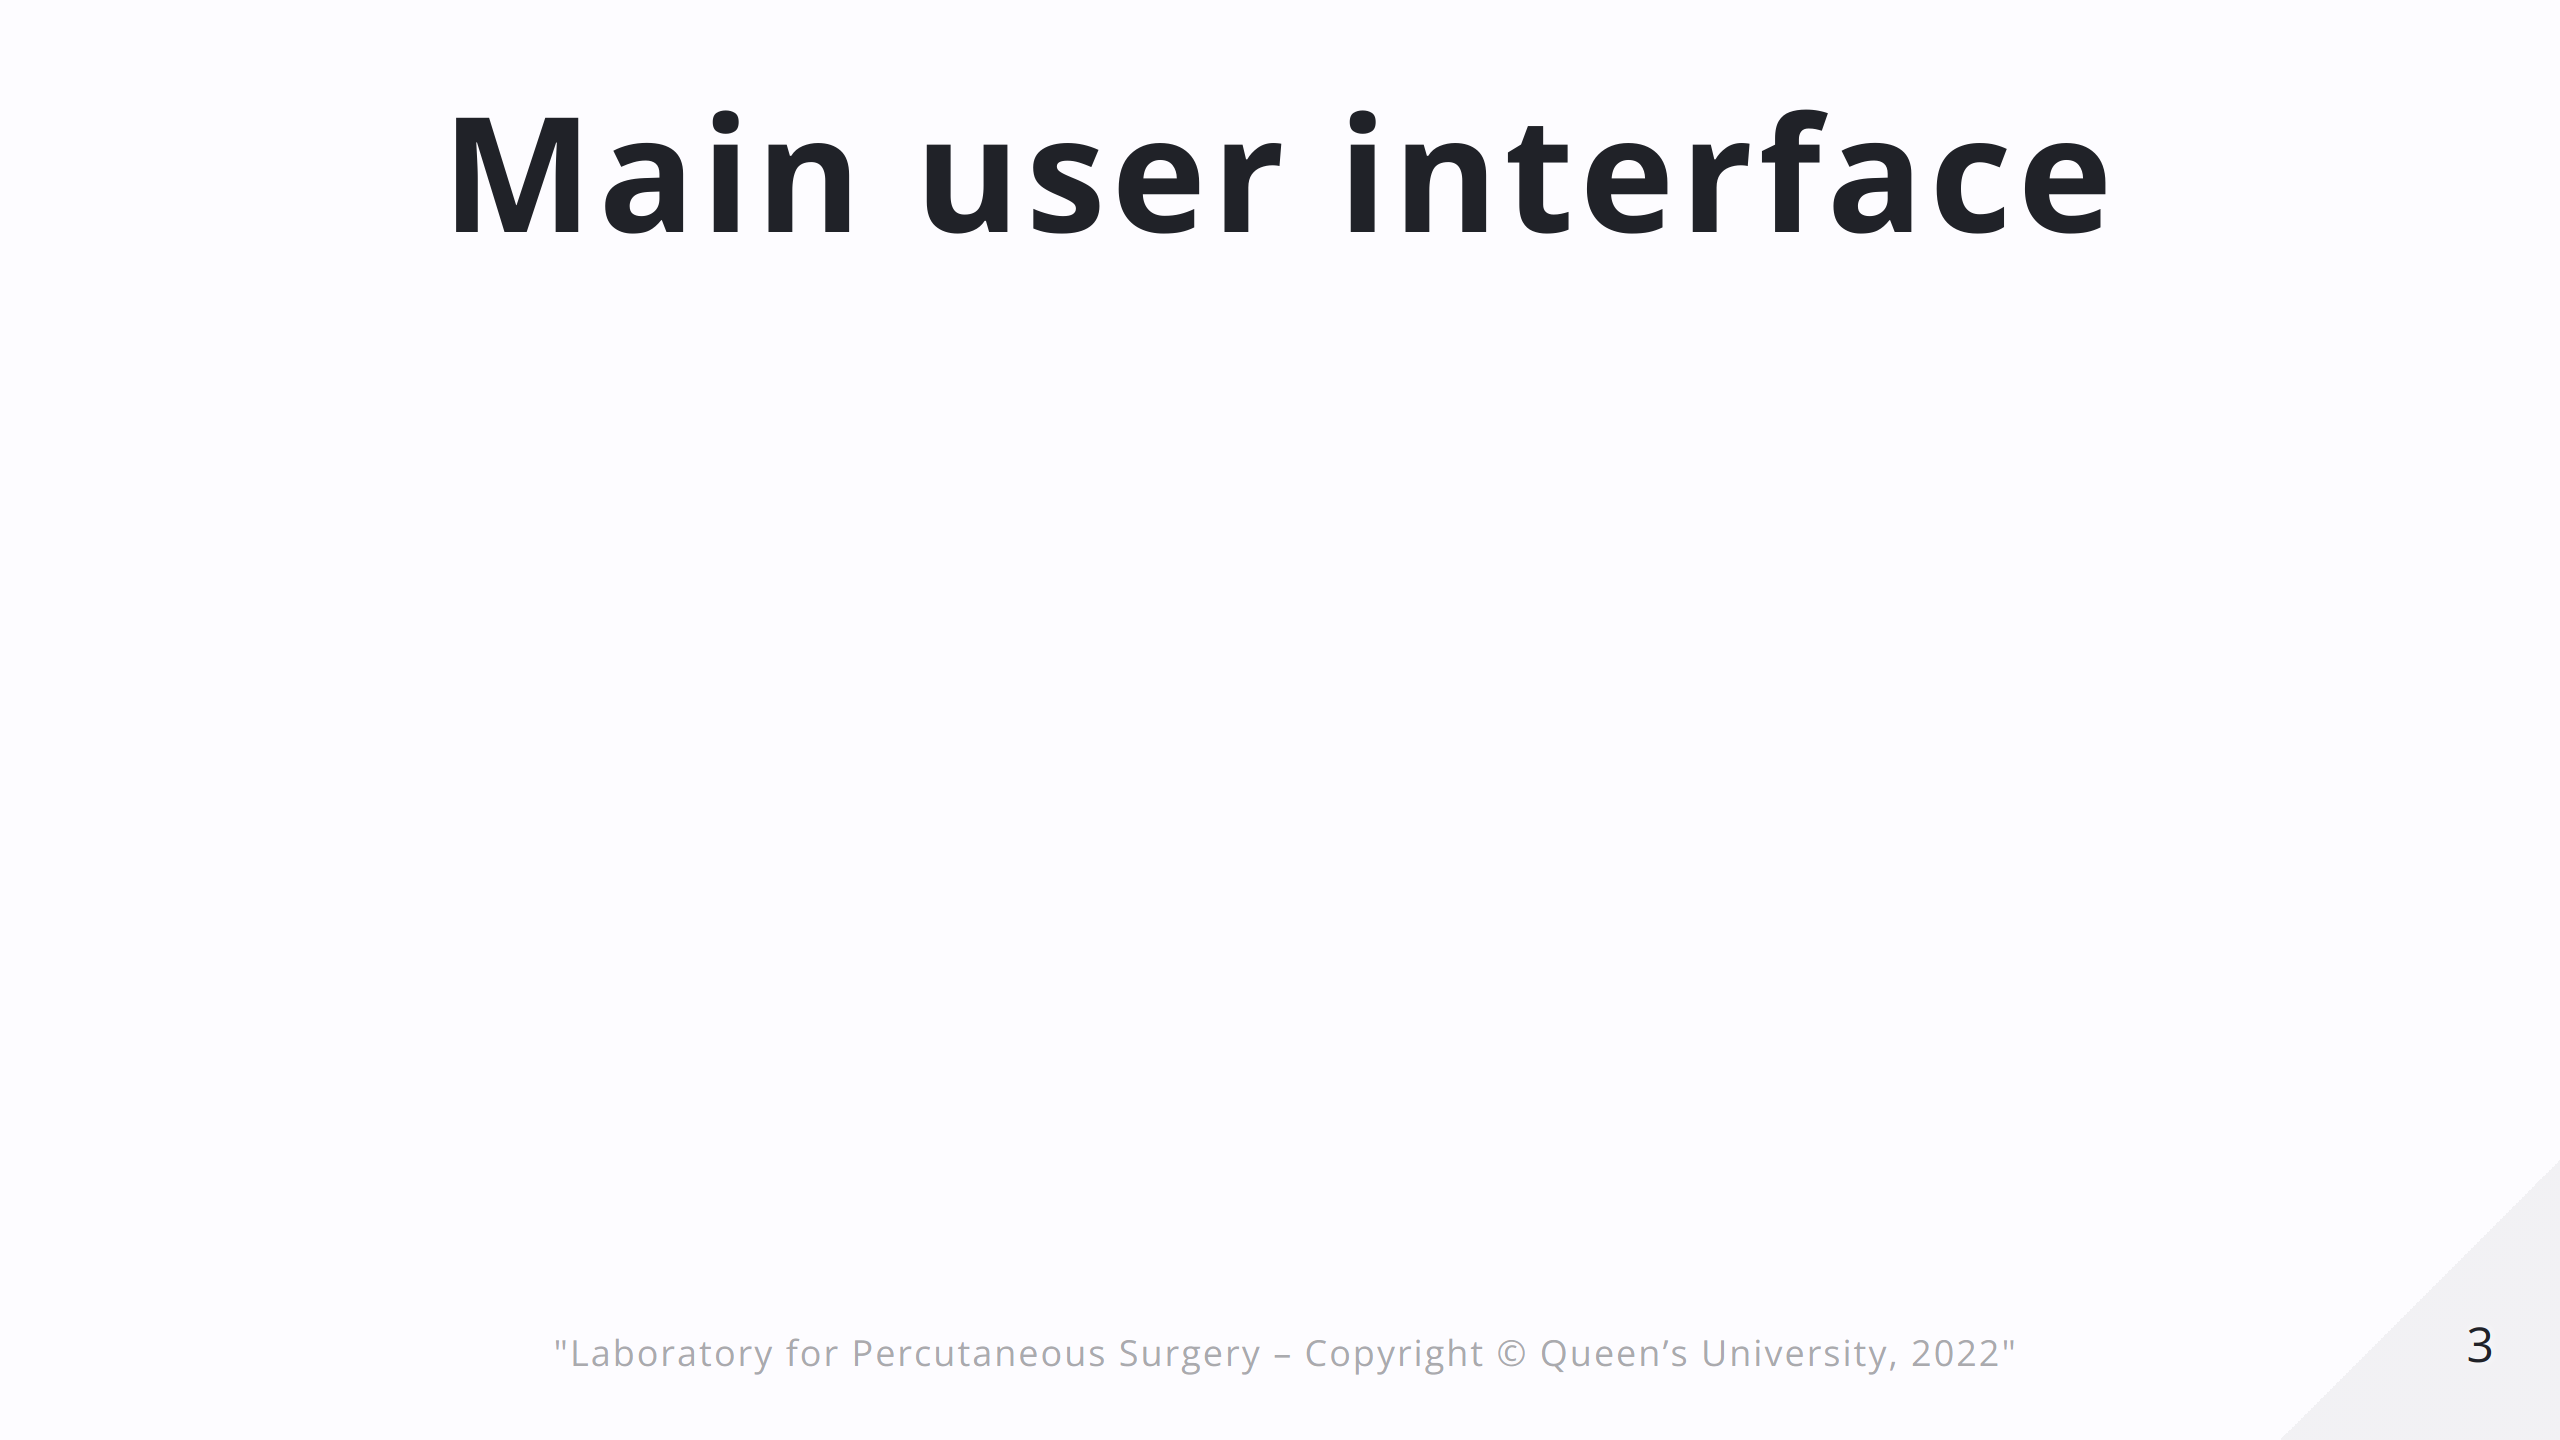 Main user interface
"Laboratory for Percutaneous Surgery – Copyright © Queen’s University, 2022"
3